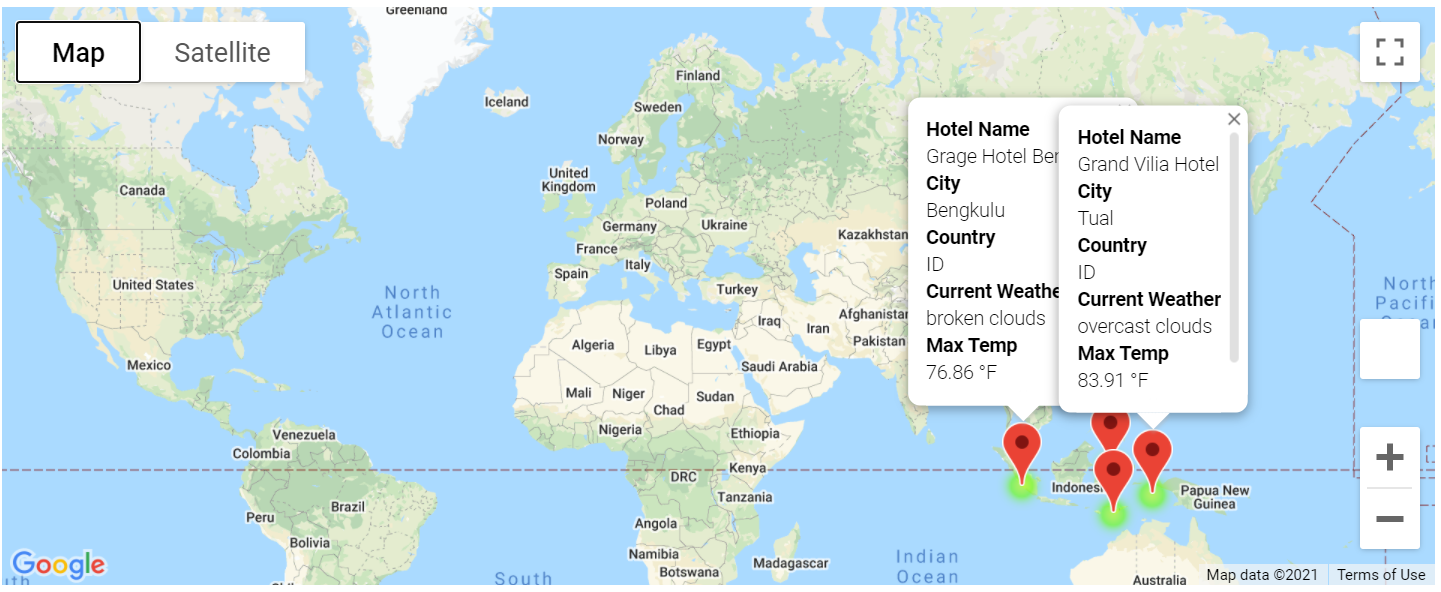 Greenland
Map
Satellite
Finland
Iceland
Sweden
Norway
Canada
United
Kingdom
Poland
Germany
Ukraine
France
Kazakhstan
Italy
Spain
United States
Turkey
North
Atlantic
Ocean
Iraq
Iran
Afghanistan
Pakistan
Algeria
Libya
Egypt
Saudi Arabia
Mexico
Mali
Niger
Sudan
Chad
Nigeria
Ethiopia
Venezuela
Colombia
DRC
Kenya
Tanzania
Brazil
Peru
Angola
Bolivia
Namibia
Botswana
Madagascar
South
Indian
Ocean
Hotel Name
Grage Hotel
City
Bengkulu
Country
ID
Current
broken clouds
Max Temp
76.86 °F
Hotel Name
Grand Vilia Hotel
City
Tual
Country
ID
Current Weather
overcast clouds
Max Temp
83.91 °F
North
Papua New
Guinea
Australia
Google
Map data ©2021
Terms of Use